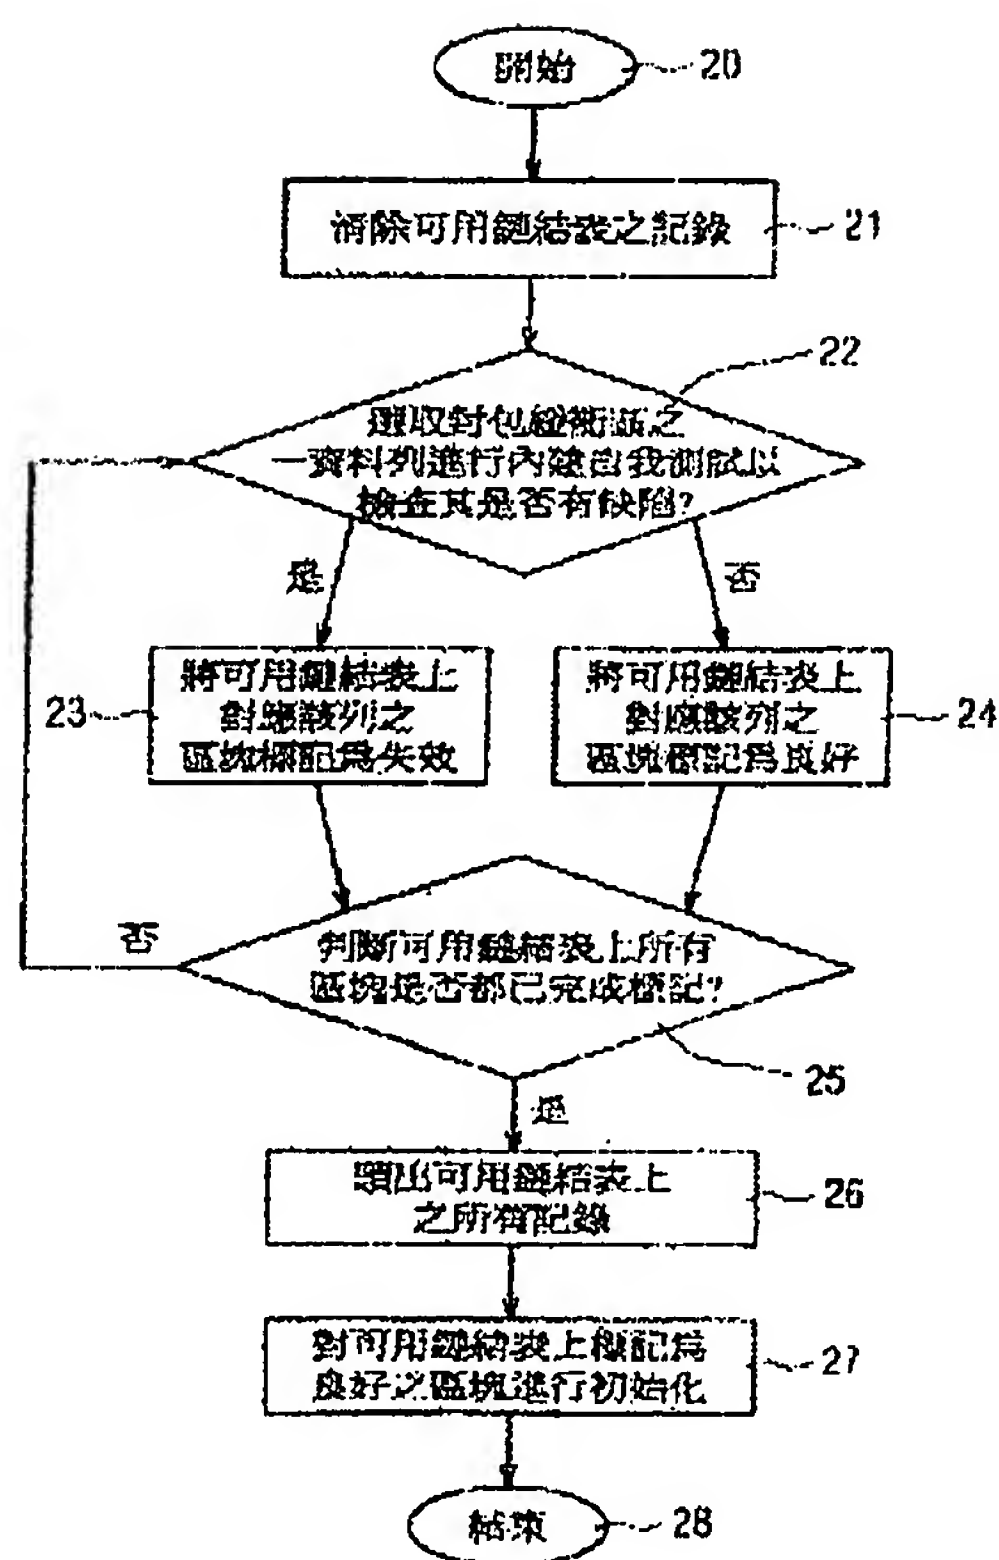 開始
20
清除可用鏈結表之記錄
21
22
選取封包緩衝區之
一資料列進行內建自我測試以
檢查其是否有缺陷?
是
否
將可用鏈結表上
對應該列之
區塊標記為失效
23
將可用鏈結表上
對應該列之
區塊標記為良好
24
否
判斷可用鏈結表上所有
區塊是否都已完成標記?
25
是
讀出可用鏈結表上
之所有記錄
26
對可用鏈結表上標記為
良好之區塊進行初始化
27
結束
28